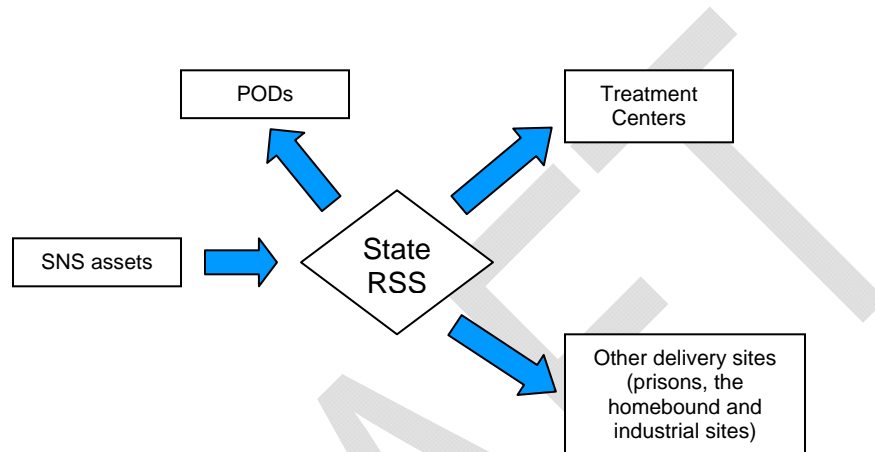 PODs
Treatment
Centers
SNS assets
State
RSS
Other delivery sites
(prisons, the
homebound and
industrial sites)